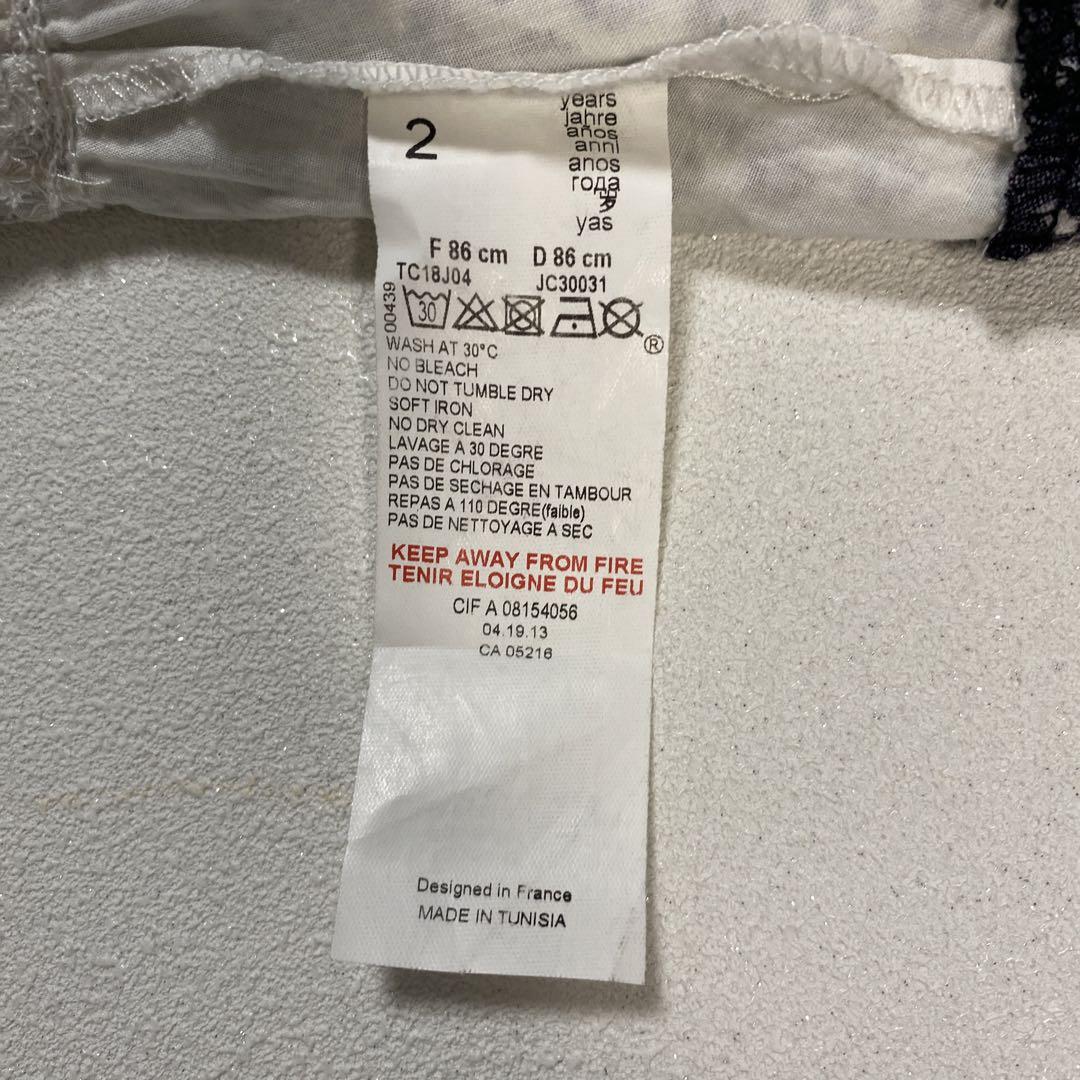 2
years
jahre
años
anni
anos
года
yas
F 86 cm D 86 cm
TC18J04 JC30031
00439
30
®
WASH AT 30°C
NO BLEACH
DO NOT TUMBLE DRY
SOFT IRON
NO DRY CLEAN
LAVAGE A 30 DEGRE
PAS DE CHLORAGE
PAS DE SECHAGE EN TAMBOUR
REPAS A 110 DEGRE(faible)
PAS DE NETTOYAGE A SEC
KEEP AWAY FROM FIRE
TENIR ELOIGNE DU FEU
CIF A 08154056
04.19.13
CA 05216
Designed in France
MADE IN TUNISIA